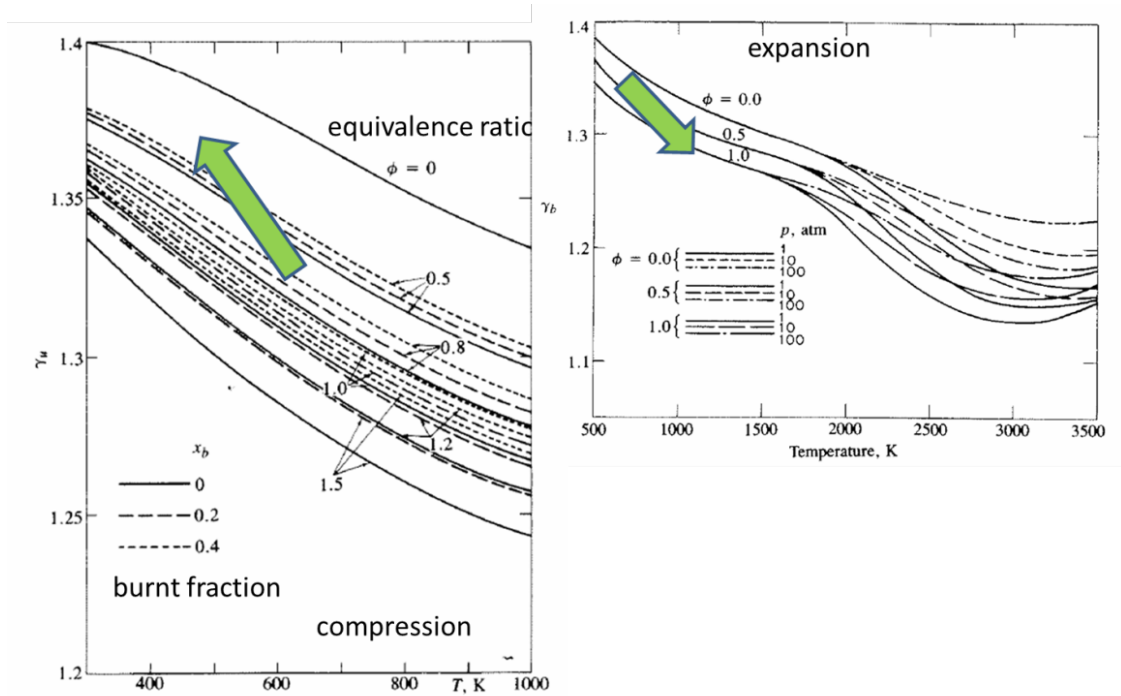 1.4
equivalence ratio
ϕ = 0
1.35
γu
0.5
1.3
0.8
1.0
1.2
1.5
xb
0
0.2
0.4
1.25
burnt fraction
compression
1.2
400 600 800 T, K 1000
1.4
expansion
ϕ = 0.0
1.3
0.5
1.0
γb
p, atm
1.2
ϕ = 0.0{ 1
10
100
0.5{ 1
10
100
1.0{ 1
10
100
1.1
500 1000 1500 2000 2500 3000 3500
Temperature, K